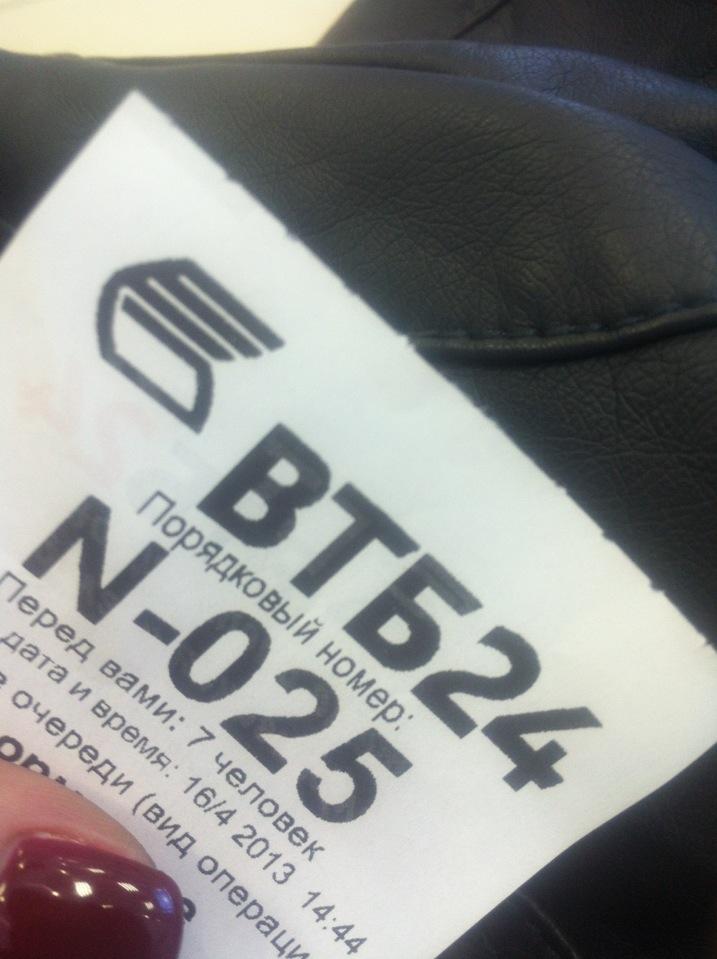 ВТБ24
Порядковый номер:
N-025
Перед вами: 7 человек
дата и время: 16/4 2013 14:44
очереди (вид операци